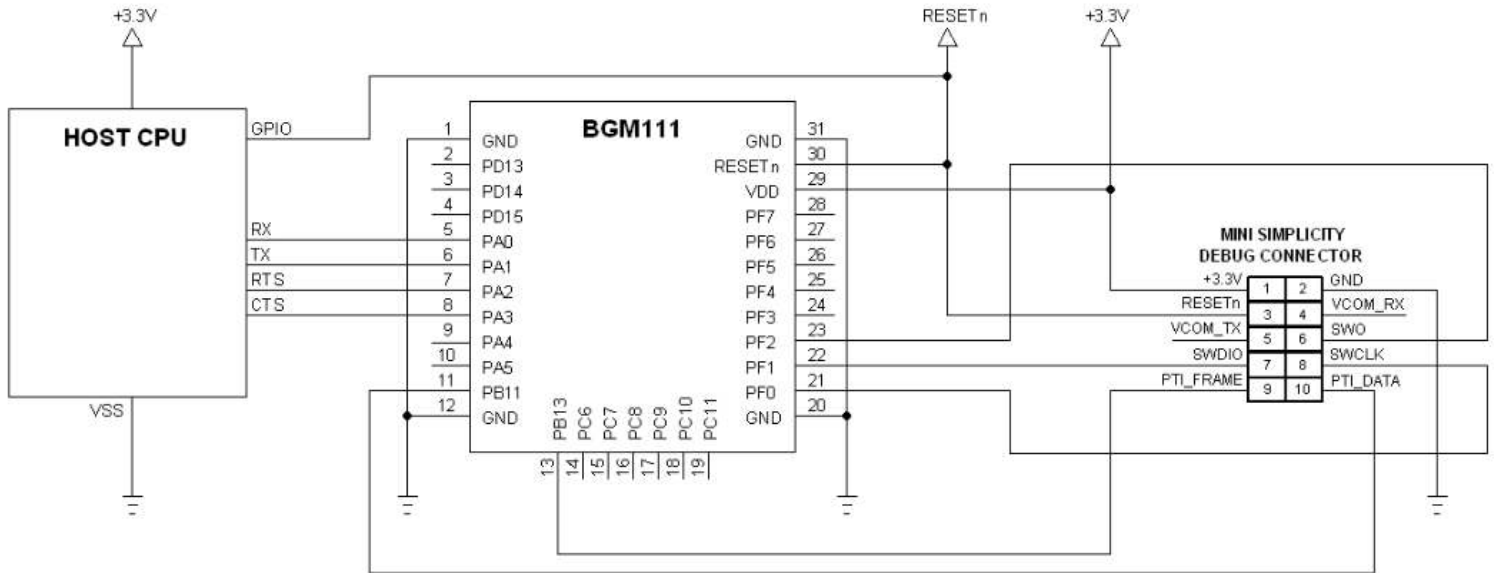 +3.3V
RESETn
+3.3V
HOST CPU
GPIO
RX
TX
RTS
CTS
VSS
BGM111
1 GND
2 PD13
3 PD14
4 PD15
5 PA0
6 PA1
7 PA2
8 PA3
9 PA4
10 PA5
11 PB11
12 GND
13 PB13
14 PC6
15 PC7
16 PC8
17 PC9
18 PC10
19 PC11
GND 31
RESETn 30
VDD 29
PF7 28
PF6 27
PF5 26
PF4 25
PF3 24
PF2 23
PF1 22
PF0 21
GND 20
MINI SIMPLICITY
DEBUG CONNECTOR
+3.3V 1 2 GND
RESETn 3 4 VCOM_RX
VCOM_TX 5 6 SWO
SWDIO 7 8 SWCLK
PTI_FRAME 9 10 PTI_DATA